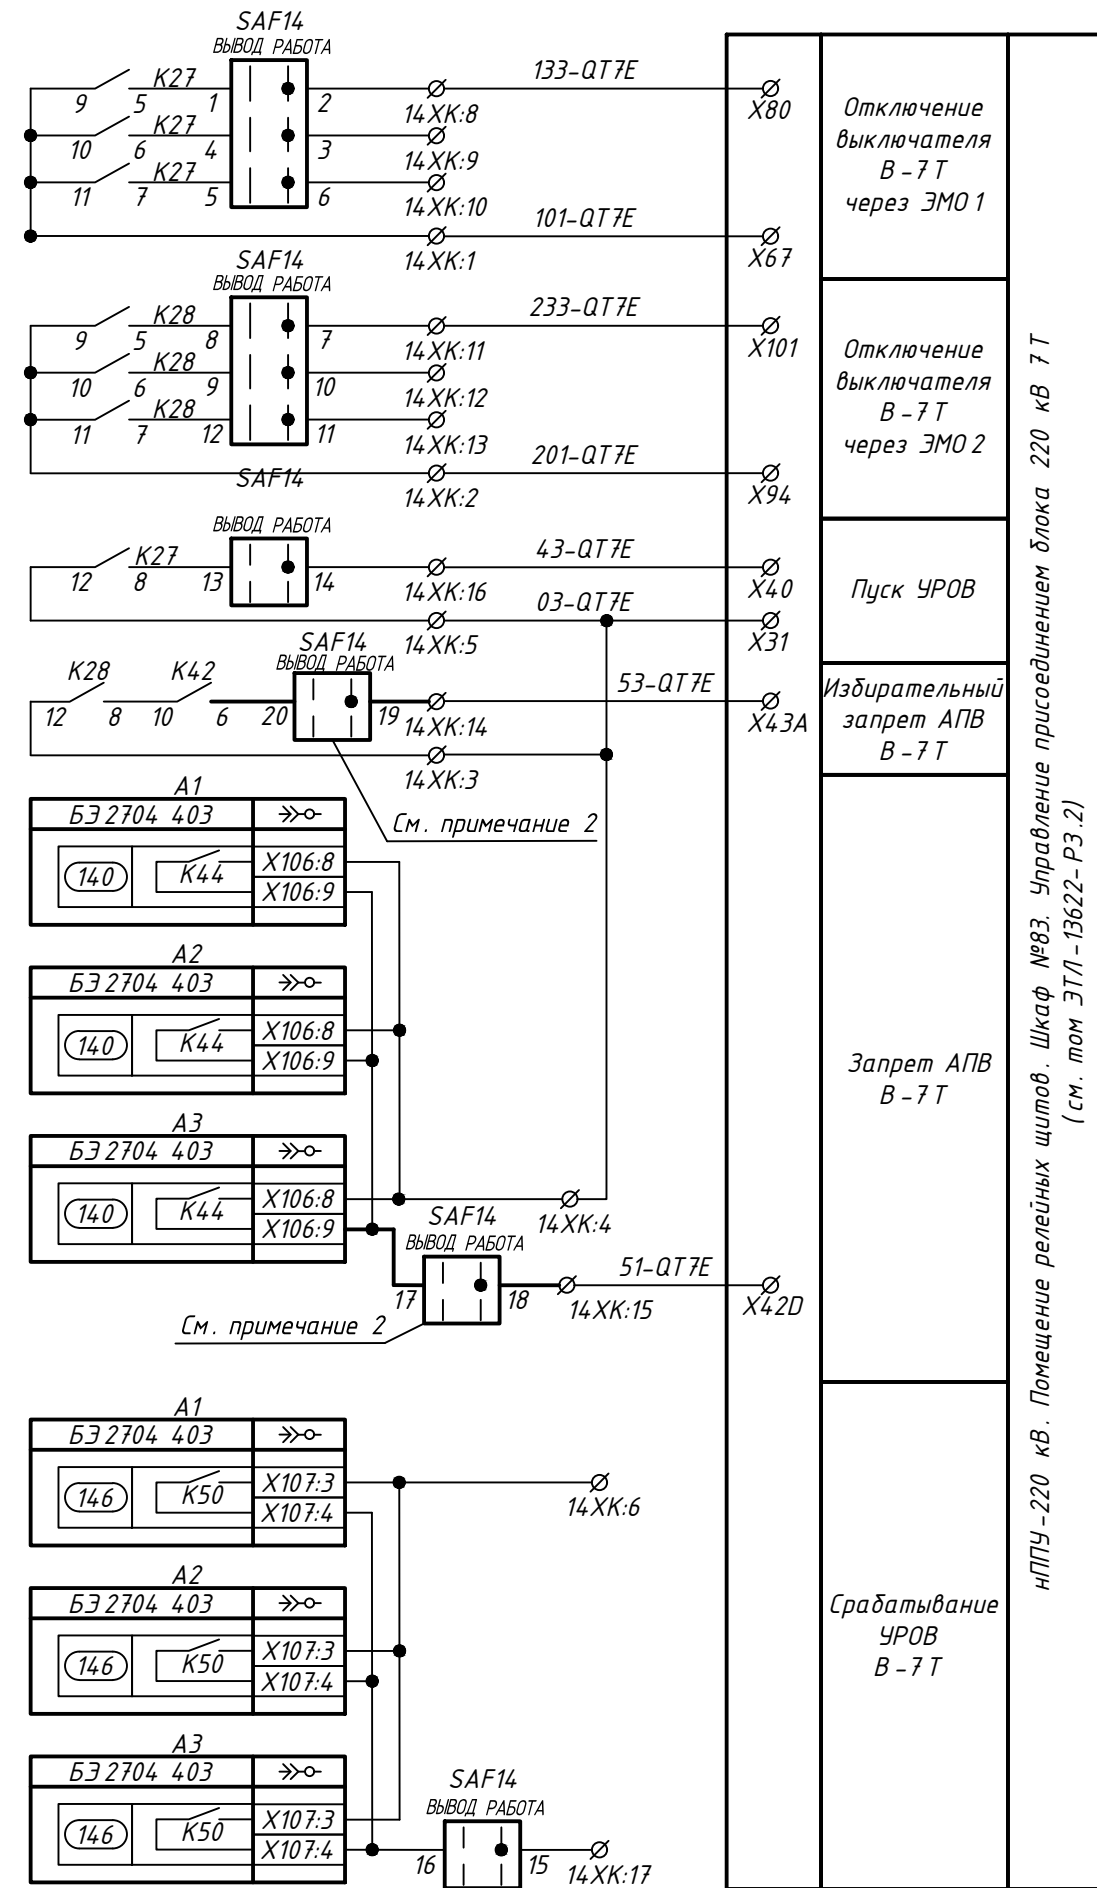 SAF14
ВЫВОД РАБОТА
9 5 K27 1 2 14XK:8 133-QT7E X80
10 6 K27 4 3 14XK:9
11 7 K27 5 6 14XK:10
14XK:1 101-QT7E X67
Отключение
выключателя
В-7Т
через ЭМО1
SAF14
ВЫВОД РАБОТА
9 5 K28 8 7 14XK:11 233-QT7E X101
10 6 K28 9 10 14XK:12
11 7 K28 12 11 14XK:13
14XK:2 201-QT7E X94
Отключение
выключателя
В-7Т
через ЭМО2
SAF14
ВЫВОД РАБОТА
12 8 K27 13 14 14XK:16 43-QT7E X40
14XK:5 03-QT7E X31
Пуск УРОВ
SAF14
ВЫВОД РАБОТА
K28 K42
12 8 10 6 20 19 14XK:14 53-QT7E X43A
14XK:3
Избирательный
запрет АПВ
В-7Т
См. примечание 2
A1
БЭ2704 403
140 K44 X106:8
X106:9
A2
БЭ2704 403
140 K44 X106:8
X106:9
A3
БЭ2704 403
140 K44 X106:8
X106:9
14XK:4
SAF14
ВЫВОД РАБОТА
17 18 14XK:15 51-QT7E X42D
См. примечание 2
Запрет АПВ
В-7Т
A1
БЭ2704 403
146 K50 X107:3
X107:4
14XK:6
A2
БЭ2704 403
146 K50 X107:3
X107:4
A3
БЭ2704 403
146 K50 X107:3
X107:4
SAF14
ВЫВОД РАБОТА
16 15 14XK:17
Срабатывание
УРОВ
В-7Т
нППУ-220 кВ. Помещение релейных щитов. Шкаф №83. Управление присоединением блока 220 кВ 7Т
(см. том ЭТЛ-13622-РЗ.2)